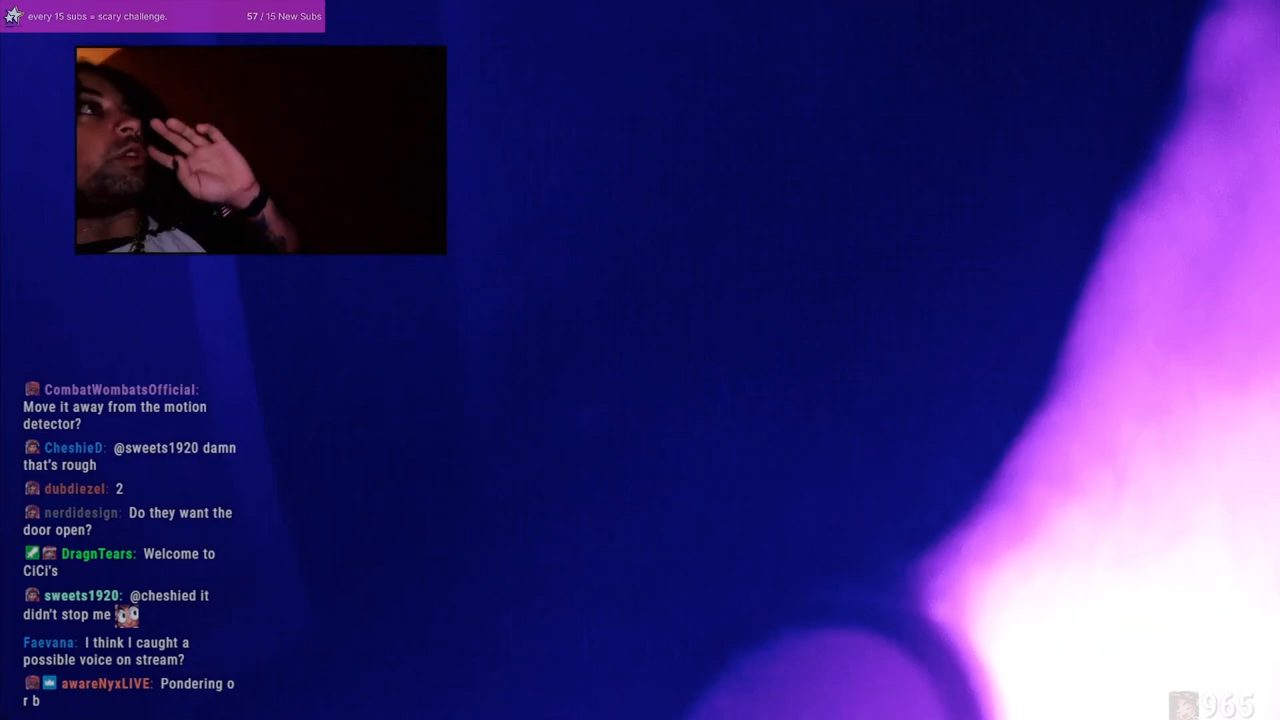 every 15 subs = scary challenge. 57 / 15 New Subs
CombatWombatsOfficial:
Move it away from the motion
detector?
CheshieD: @sweets1920 damn
that's rough
dubdiezel: 2
nerdidesign: Do they want the
door open?
DragnTears: Welcome to
CiCi's
sweets1920: @cheshied it
didn't stop me
Faevana: I think I caught a
possible voice on stream?
awareNyxLIVE: Pondering o
r b
965